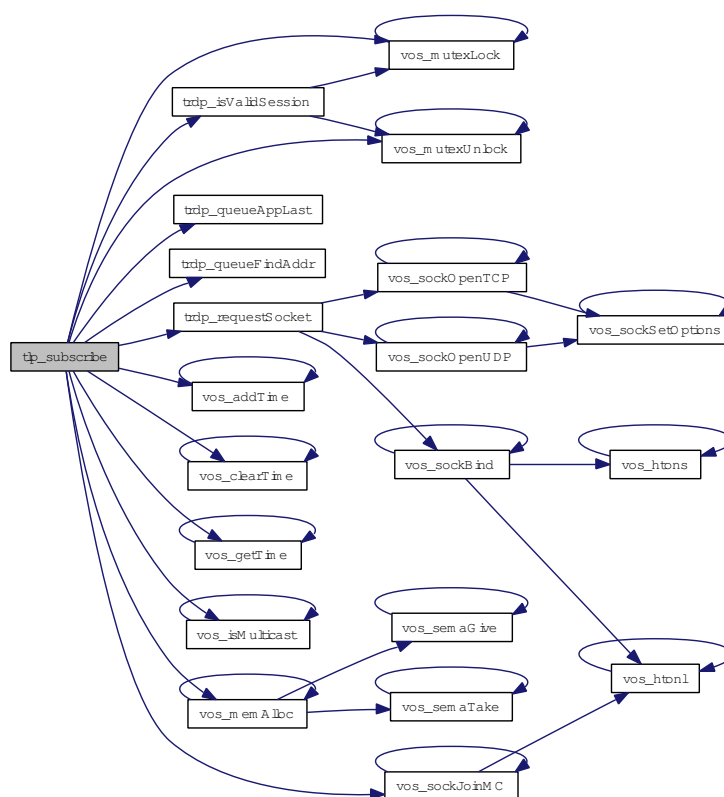 vos_mutexLock
trdp_isValidSession
vos_mutexUnlock
trdp_queueAppLast
trdp_queueFindAddr
vos_sockOpenTCP
trdp_requestSocket
vos_sockSetOptions
tlp_subscribe
vos_sockOpenUDP
vos_addTime
vos_sockBind
vos_htons
vos_clearTime
vos_getTime
vos_semaGive
vos_isMulticast
vos_htonl
vos_semaTake
vos_memAlloc
vos_sockJoinMC